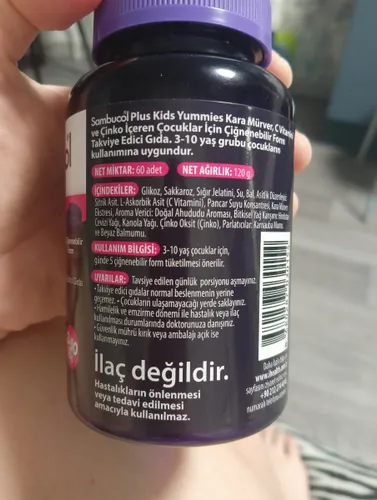 Sambucol Plus Kids Yummies Kara Mürver, C Vitamini
ve Çinko İçeren Çocuklar İçin Çiğnenebilir Form
Takviye Edici Gıda. 3-10 yaş grubu çocukların
kullanımına uygundur.
NET MİKTAR: 60 adet NET AĞIRLIK: 120 g
İÇİNDEKİLER: Glikoz, Sakkaroz, Sığır Jelatini, Su, Bal, Asitlik Düzenleyici:
Sitrik Asit, L-Askorbik Asit (C Vitamini), Pancar Suyu Konsantresi, Kara Mürver
Ekstresi, Aroma Verici: Doğal Ahududu Aroması, Bitkisel Yağ Karışımı: Hindistan
Cevizi Yağı, Kanola Yağı, Çinko Oksit (Çinko), Parlatıcılar: Karnauba Mumu
ve Beyaz Balmumu.
KULLANIM BİLGİSİ: 3-10 yaş çocuklar için,
günde 5 çiğnenebilir form tüketilmesi önerilir.
UYARILAR: Tavsiye edilen günlük porsiyonu aşmayın.
• Takviye edici gıdalar normal beslenmenin yerine
geçemez. • Çocukların ulaşamayacağı yerde saklayınız.
• Hamilelik ve emzirme dönemi ile hastalık veya ilaç
kullanılması durumlarında doktorunuza danışınız.
• Güvenlik mührü kırık veya ambalajı açık ise
kullanmayınız.
İlaç değildir.
Hastalıkların önlenmesi
veya tedavi edilmesi
amacıyla kullanılmaz.